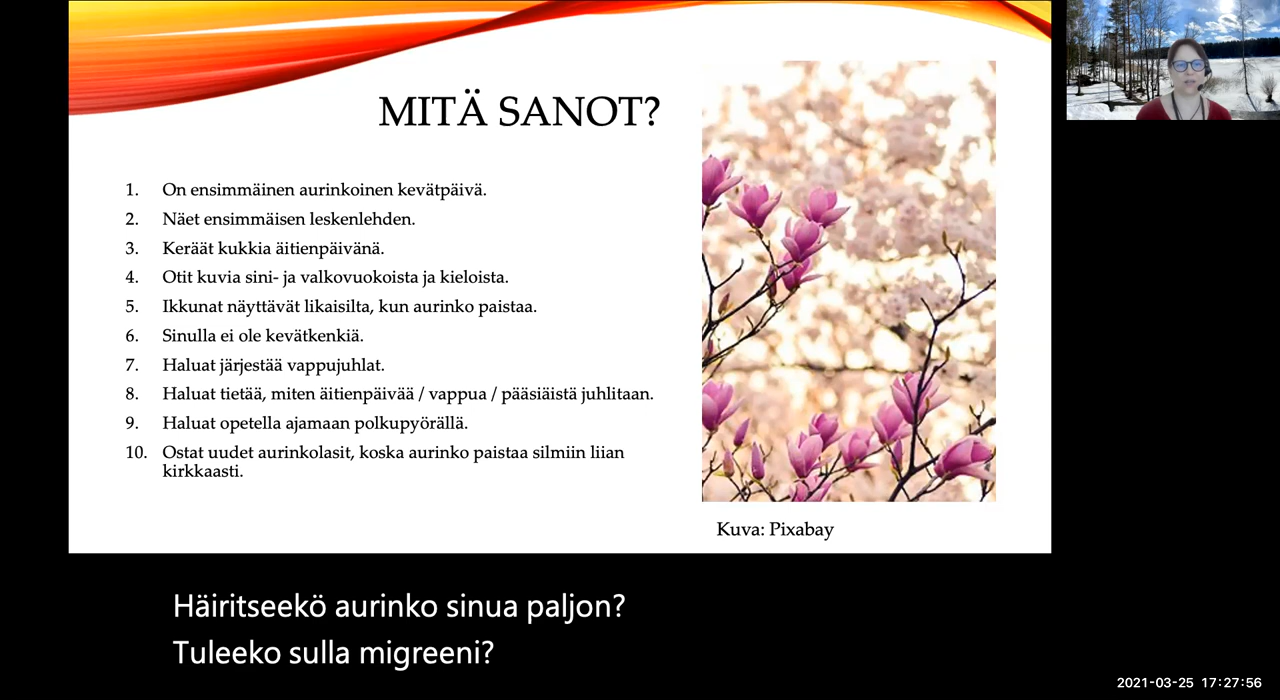 MITÄ SANOT?
1. On ensimmäinen aurinkoinen kevätpäivä.
2. Näet ensimmäisen leskenlehden.
3. Keräät kukkia äitienpäivänä.
4. Otit kuvia sini- ja valkovuokoista ja kieloista.
5. Ikkunat näyttävät likaisilta, kun aurinko paistaa.
6. Sinulla ei ole kevätkenkiä.
7. Haluat järjestää vappujuhlat.
8. Haluat tietää, miten äitienpäivää / vappua / pääsiäistä juhlitaan.
9. Haluat opetella ajamaan polkupyörällä.
10. Ostat uudet aurinkolasit, koska aurinko paistaa silmiin liian
kirkkaasti.
Kuva: Pixabay
Häiritseekö aurinko sinua paljon?
Tuleeko sulla migreeni?
2021-03-25 17:27:56